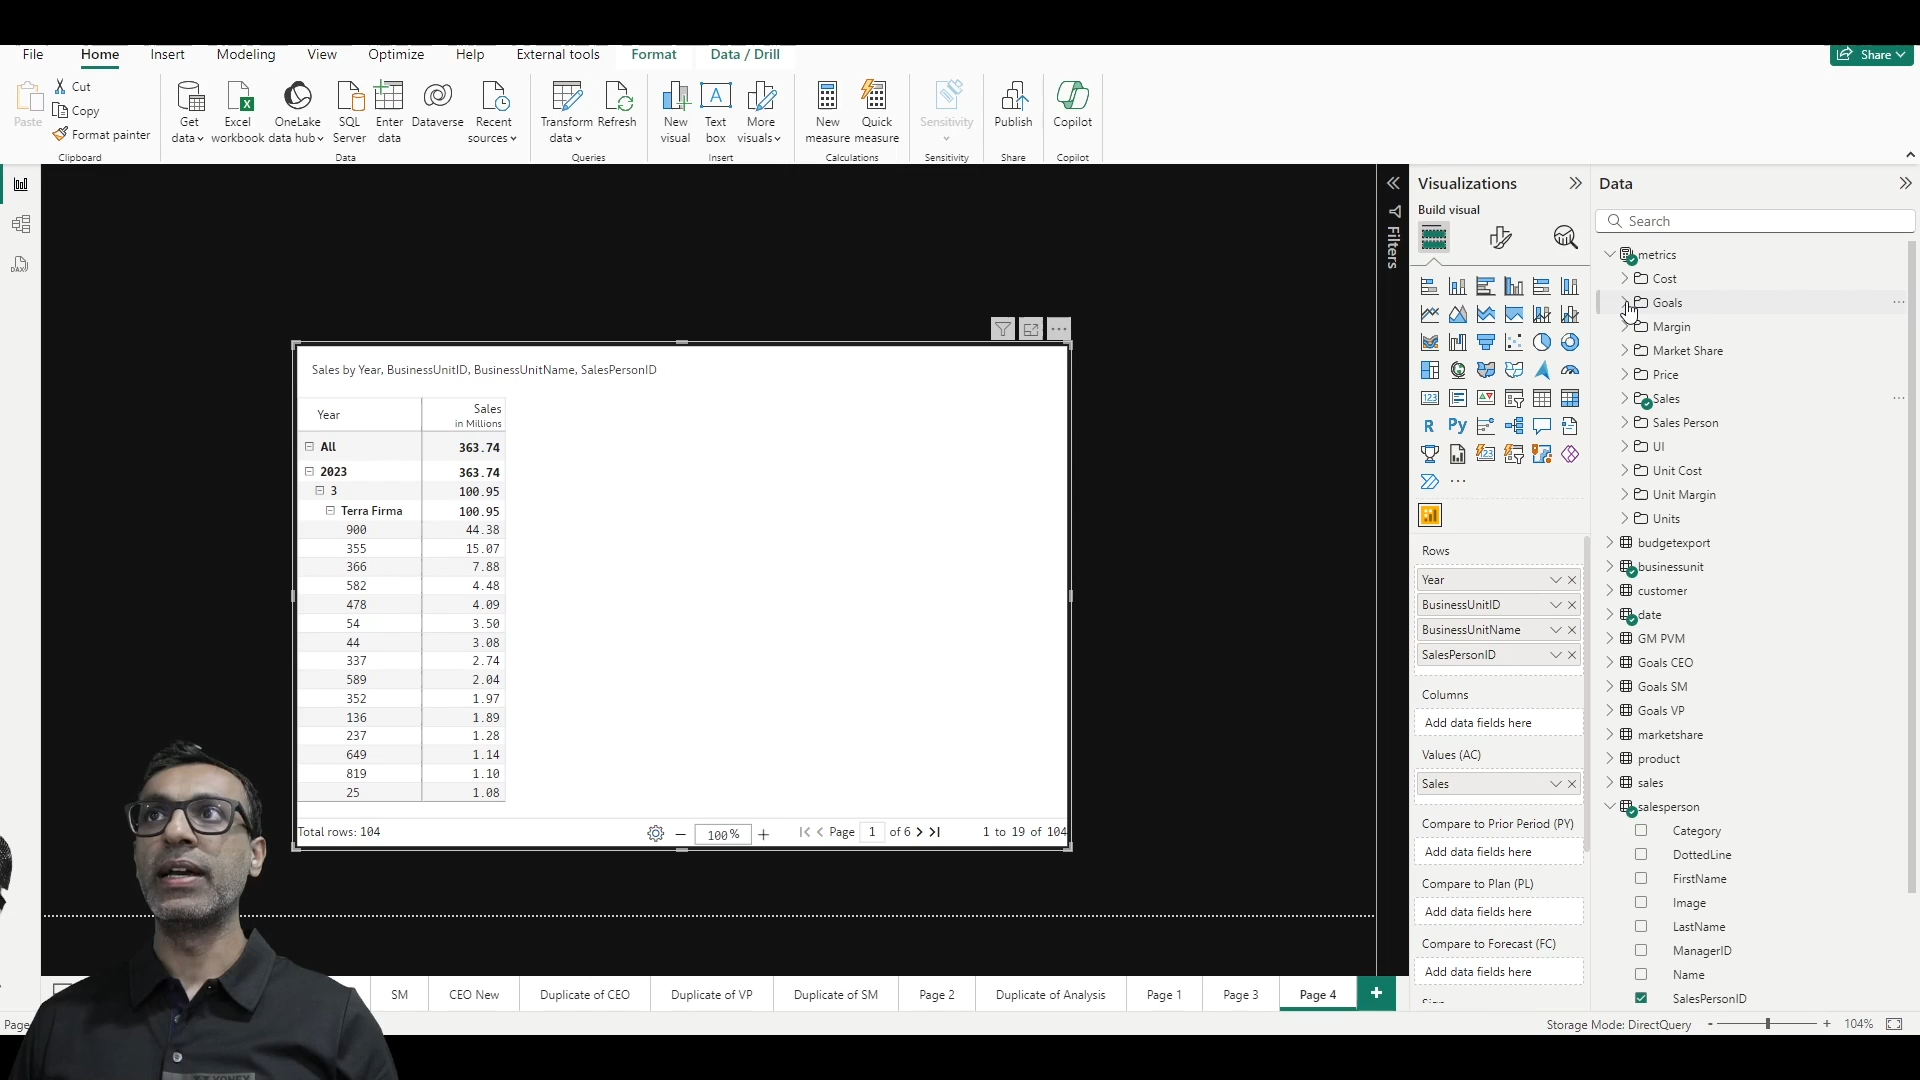 File Home Insert Modeling View Optimize Help External tools Format Data / Drill Share
Paste
Cut
Copy
Format painter
Clipboard
Get data
Excel workbook
OneLake data hub
SQL Server
Enter data
Dataverse
Recent sources
Data
Transform data
Refresh
Queries
New visual
Text box
More visuals
Insert
New measure
Quick measure
Calculations
Sensitivity
Sensitivity
Publish
Share
Copilot
Copilot
Filters
Sales by Year, BusinessUnitID, BusinessUnitName, SalesPersonID
Year Sales
in Millions
All 363.74
2023 363.74
3 100.95
Terra Firma 100.95
900 44.38
355 15.07
366 7.88
582 4.48
478 4.09
54 3.50
44 3.08
337 2.74
589 2.04
352 1.97
136 1.89
237 1.28
649 1.14
819 1.10
25 1.08
Total rows: 104 100% Page 1 of 6 1 to 19 of 104
Visualizations
Build visual
R Py
123
Rows
Year
BusinessUnitID
BusinessUnitName
SalesPersonID
Columns
Add data fields here
Values (AC)
Sales
Compare to Prior Period (PY)
Add data fields here
Compare to Plan (PL)
Add data fields here
Compare to Forecast (FC)
Add data fields here
Data
Search
metrics
Cost
Goals
Margin
Market Share
Price
Sales
Sales Person
UI
Unit Cost
Unit Margin
Units
budgetexport
businessunit
customer
date
GM PVM
Goals CEO
Goals SM
Goals VP
marketshare
product
sales
salesperson
Category
DottedLine
FirstName
Image
LastName
ManagerID
Name
SalesPersonID
SM CEO New Duplicate of CEO Duplicate of VP Duplicate of SM Page 2 Duplicate of Analysis Page 1 Page 3 Page 4
Storage Mode: DirectQuery 104%